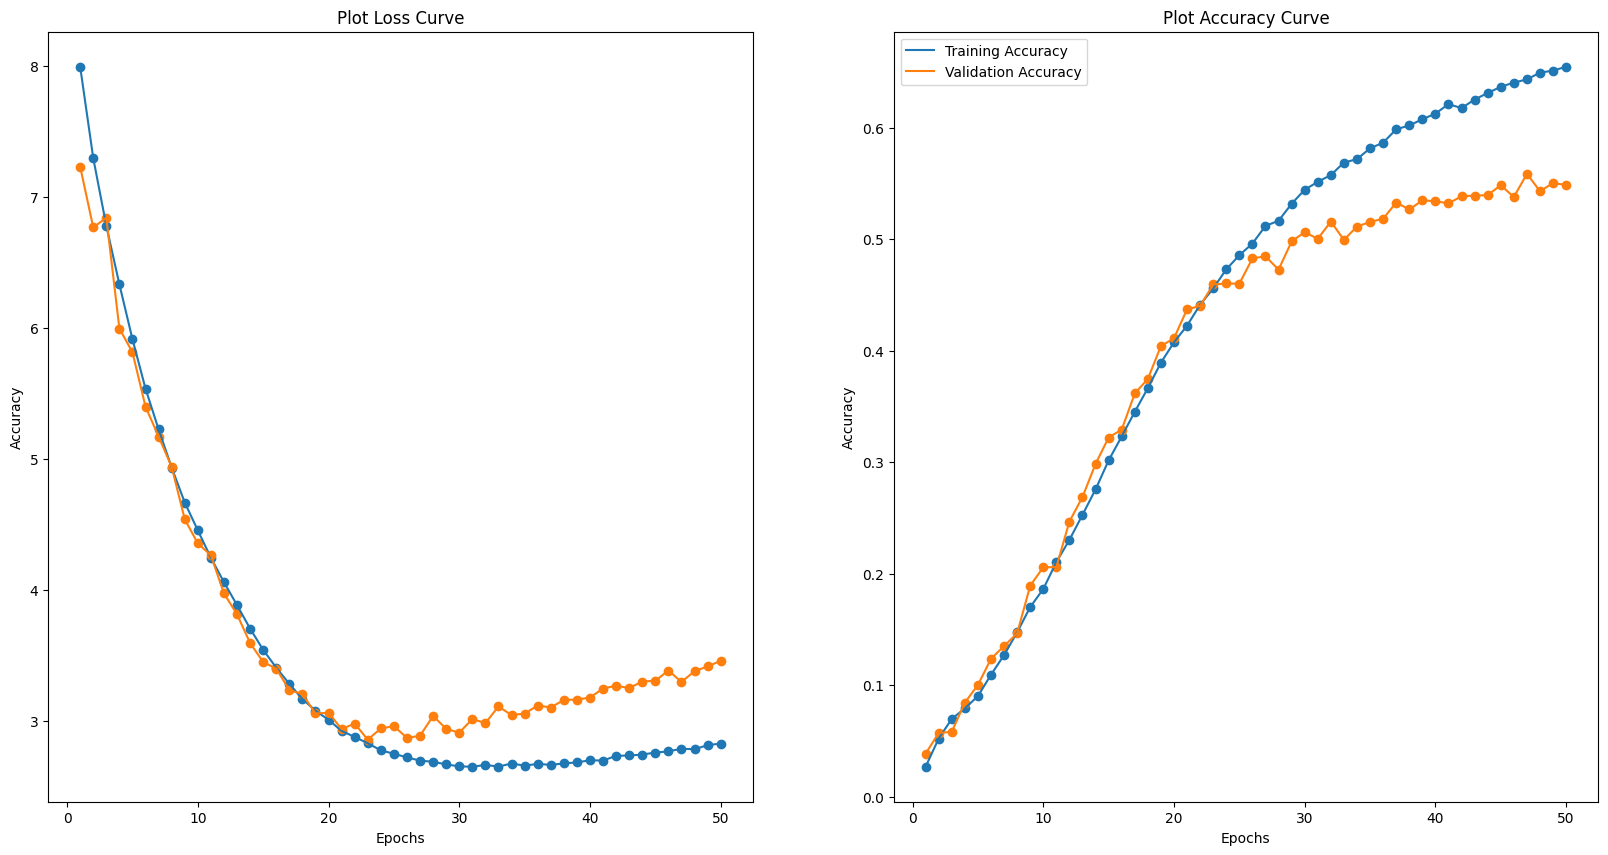 Plot Loss Curve
8
7
6
5
4
3
Accuracy
0 10 20 30 40 50
Epochs
Plot Accuracy Curve
Training Accuracy
Validation Accuracy
0.6
0.5
0.4
0.3
0.2
0.1
0.0
Accuracy
0 10 20 30 40 50
Epochs